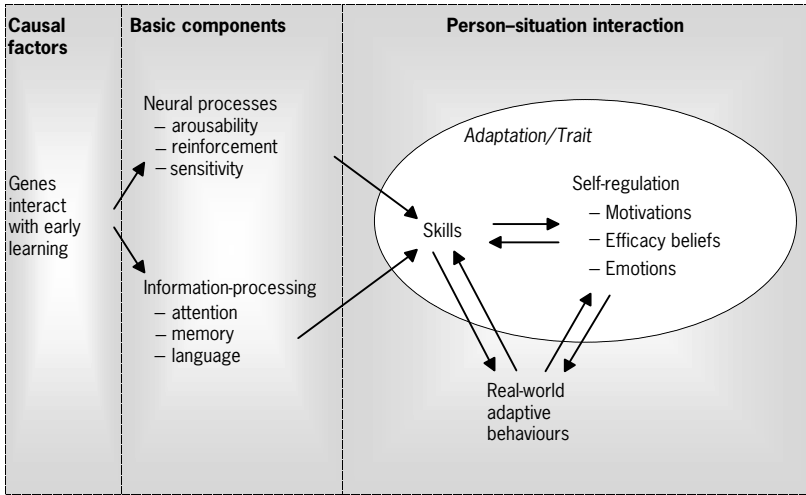 Causal
factors
Basic components
Person–situation interaction
Genes
interact
with early
learning
Neural processes
– arousability
– reinforcement
– sensitivity
Information-processing
– attention
– memory
– language
Adaptation/Trait
Skills
Self-regulation
– Motivations
– Efficacy beliefs
– Emotions
Real-world
adaptive
behaviours